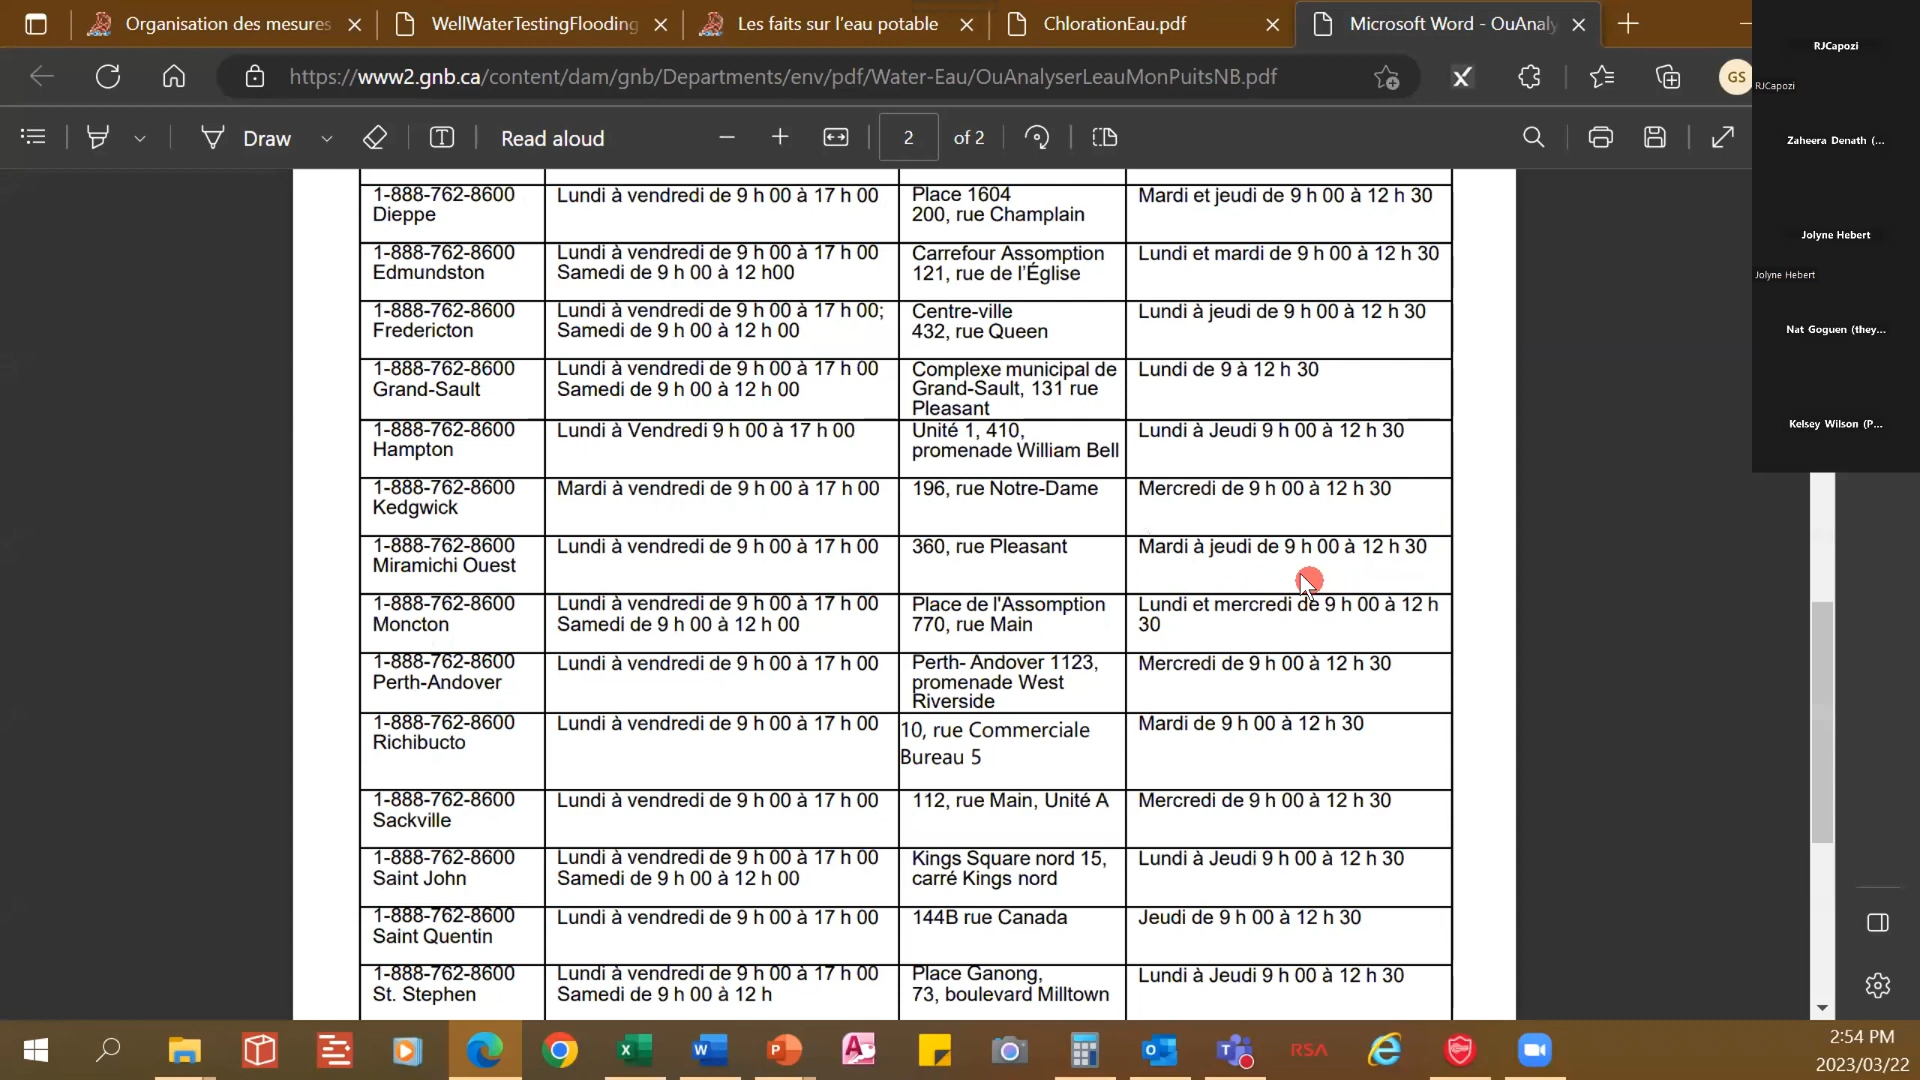 Organisation des mesures
WellWaterTestingFlooding
Les faits sur l'eau potable
ChlorationEau.pdf
Microsoft Word - OuAnaly
https://www2.gnb.ca/content/dam/gnb/Departments/env/pdf/Water-Eau/OuAnalyserLeauMonPuitsNB.pdf
GS
Draw
Read aloud
2
of 2
RJCapozi
RJCapozi
Zaheera Denath (...
Jolyne Hebert
Jolyne Hebert
Nat Goguen (they...
Kelsey Wilson (P...
1-888-762-8600
Dieppe
Lundi à vendredi de 9 h 00 à 17 h 00
Place 1604
200, rue Champlain
Mardi et jeudi de 9 h 00 à 12 h 30
1-888-762-8600
Edmundston
Lundi à vendredi de 9 h 00 à 17 h 00
Samedi de 9 h 00 à 12 h00
Carrefour Assomption
121, rue de l'Église
Lundi et mardi de 9 h 00 à 12 h 30
1-888-762-8600
Fredericton
Lundi à vendredi de 9 h 00 à 17 h 00;
Samedi de 9 h 00 à 12 h 00
Centre-ville
432, rue Queen
Lundi à jeudi de 9 h 00 à 12 h 30
1-888-762-8600
Grand-Sault
Lundi à vendredi de 9 h 00 à 17 h 00
Samedi de 9 h 00 à 12 h 00
Complexe municipal de
Grand-Sault, 131 rue
Pleasant
Lundi de 9 à 12 h 30
1-888-762-8600
Hampton
Lundi à Vendredi 9 h 00 à 17 h 00
Unité 1, 410,
promenade William Bell
Lundi à Jeudi 9 h 00 à 12 h 30
1-888-762-8600
Kedgwick
Mardi à vendredi de 9 h 00 à 17 h 00
196, rue Notre-Dame
Mercredi de 9 h 00 à 12 h 30
1-888-762-8600
Miramichi Ouest
Lundi à vendredi de 9 h 00 à 17 h 00
360, rue Pleasant
Mardi à jeudi de 9 h 00 à 12 h 30
1-888-762-8600
Moncton
Lundi à vendredi de 9 h 00 à 17 h 00
Samedi de 9 h 00 à 12 h 00
Place de l'Assomption
770, rue Main
Lundi et mercredi de 9 h 00 à 12 h
30
1-888-762-8600
Perth-Andover
Lundi à vendredi de 9 h 00 à 17 h 00
Perth- Andover 1123,
promenade West
Riverside
Mercredi de 9 h 00 à 12 h 30
1-888-762-8600
Richibucto
Lundi à vendredi de 9 h 00 à 17 h 00
10, rue Commerciale
Bureau 5
Mardi de 9 h 00 à 12 h 30
1-888-762-8600
Sackville
Lundi à vendredi de 9 h 00 à 17 h 00
112, rue Main, Unité A
Mercredi de 9 h 00 à 12 h 30
1-888-762-8600
Saint John
Lundi à vendredi de 9 h 00 à 17 h 00
Samedi de 9 h 00 à 12 h 00
Kings Square nord 15,
carré Kings nord
Lundi à Jeudi 9 h 00 à 12 h 30
1-888-762-8600
Saint Quentin
Lundi à vendredi de 9 h 00 à 17 h 00
144B rue Canada
Jeudi de 9 h 00 à 12 h 30
1-888-762-8600
St. Stephen
Lundi à vendredi de 9 h 00 à 17 h 00
Samedi de 9 h 00 à 12 h
Place Ganong,
73, boulevard Milltown
Lundi à Jeudi 9 h 00 à 12 h 30
RSA
2:54 PM
2023/03/22